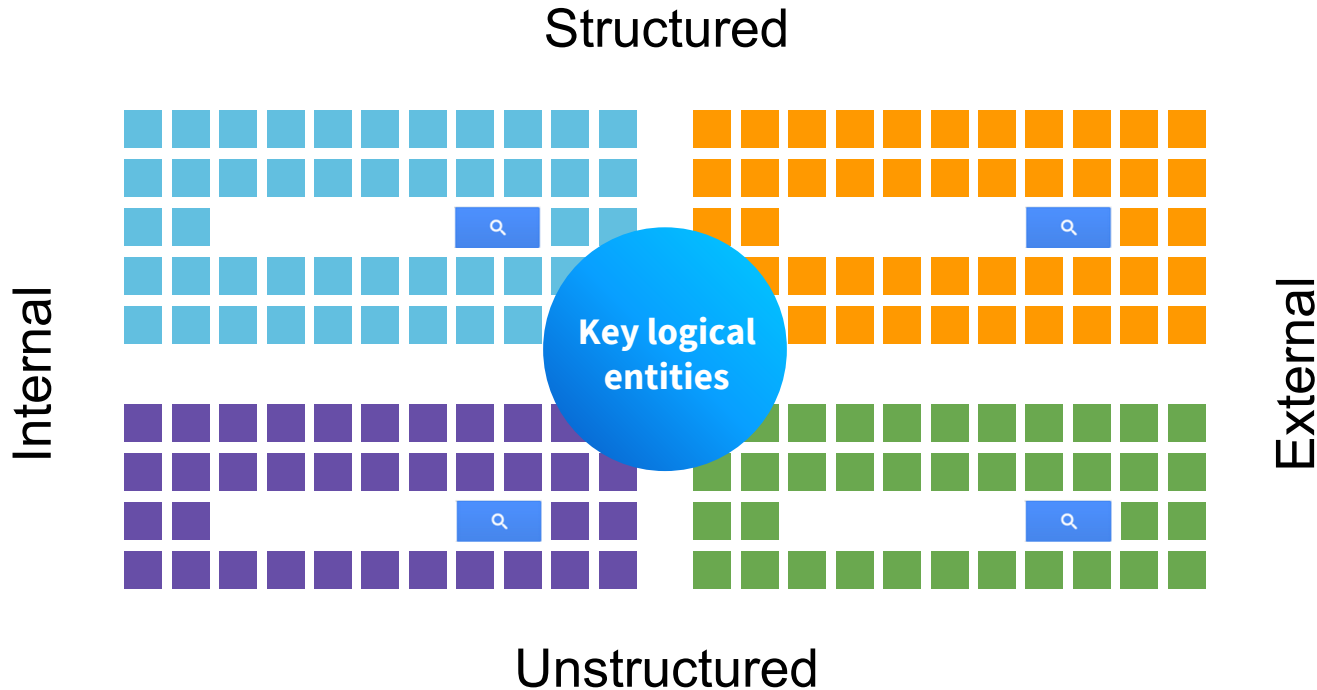 Structured
Internal
Key logical
entities
External
Unstructured